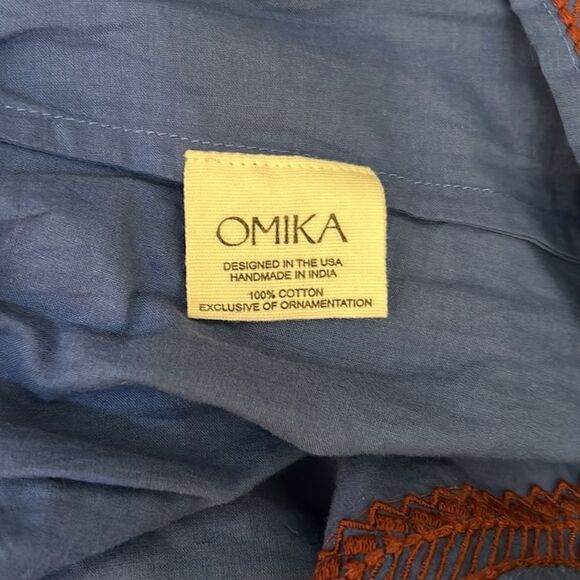 OMIKA
DESIGNED IN THE USA
HANDMADE IN INDIA
100% COTTON
EXCLUSIVE OF ORNAMENTATION